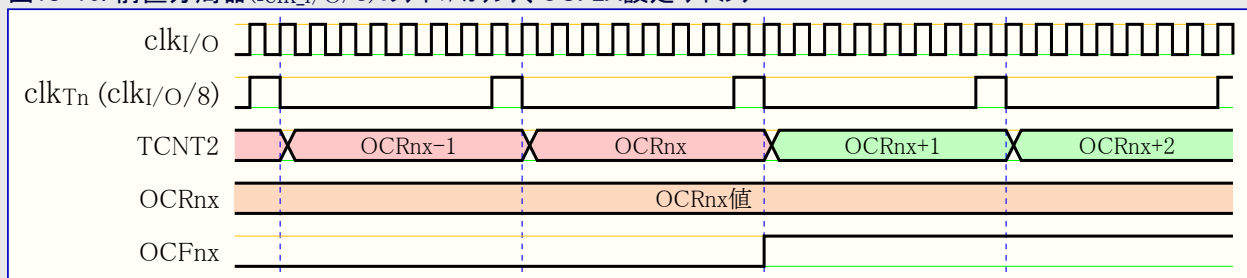 clkI/O
clkTn (clkI/O/8)
TCNT2 OCRnx-1 OCRnx OCRnx+1 OCRnx+2
OCRnx OCRnx値
OCFnx